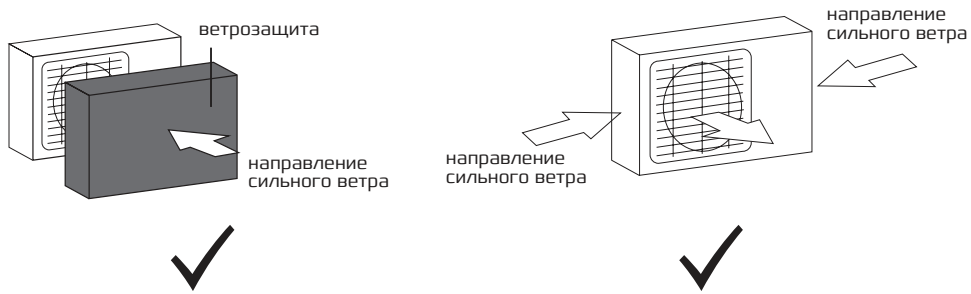 ветрозащита
направление
сильного ветра
направление
сильного ветра
направление
сильного ветра